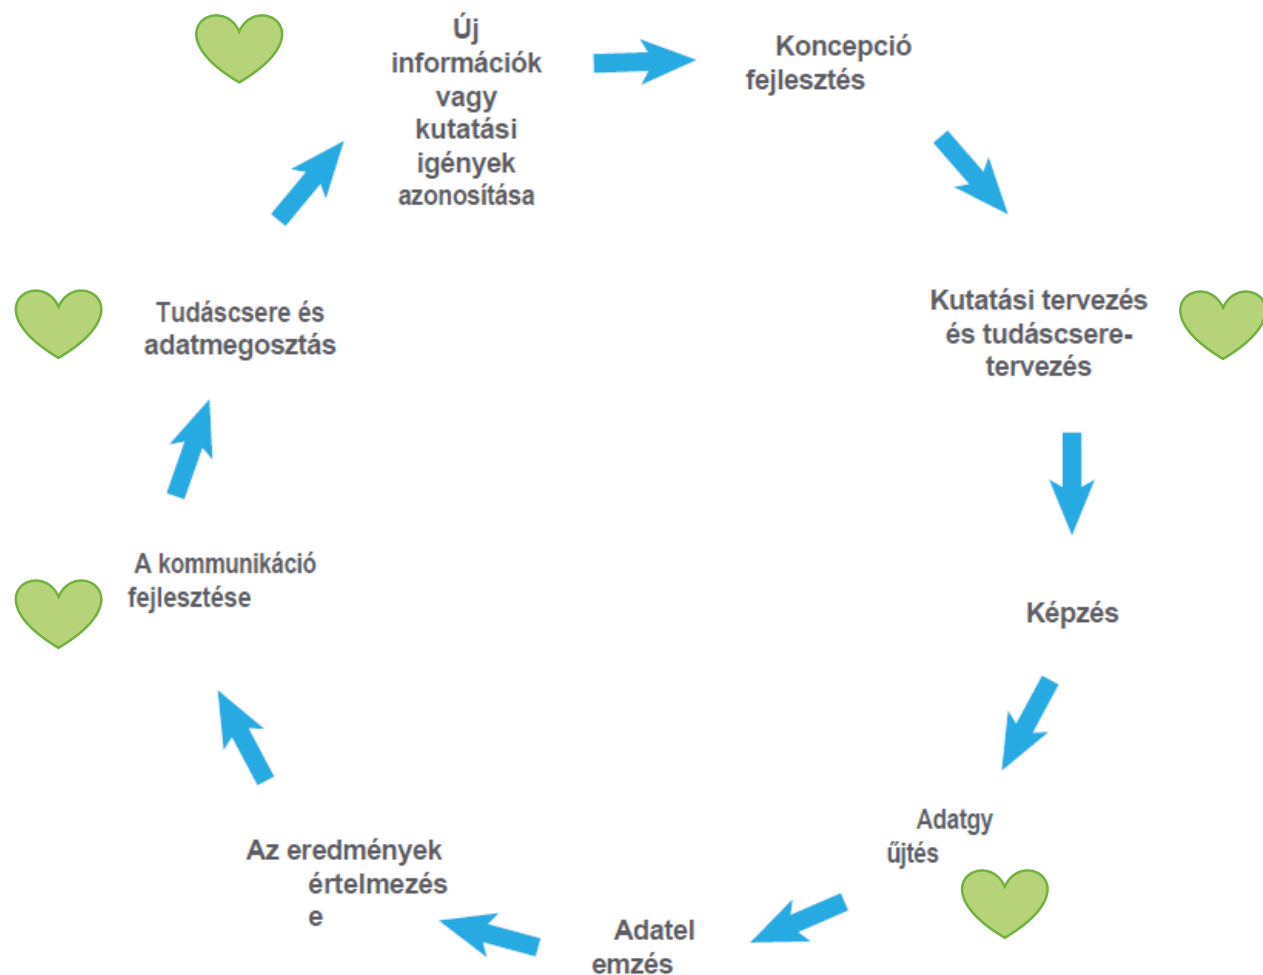 Új
információk
vagy
kutatási
igények
azonosítása
Koncepció
fejlesztés
Kutatási tervezés
és tudáscsere-
tervezés
Képzés
Adatgy
űjtés
Adatel
emzés
Az eredmények
értelmezés
e
A kommunikáció
fejlesztése
Tudáscsere és
adatmegosztás